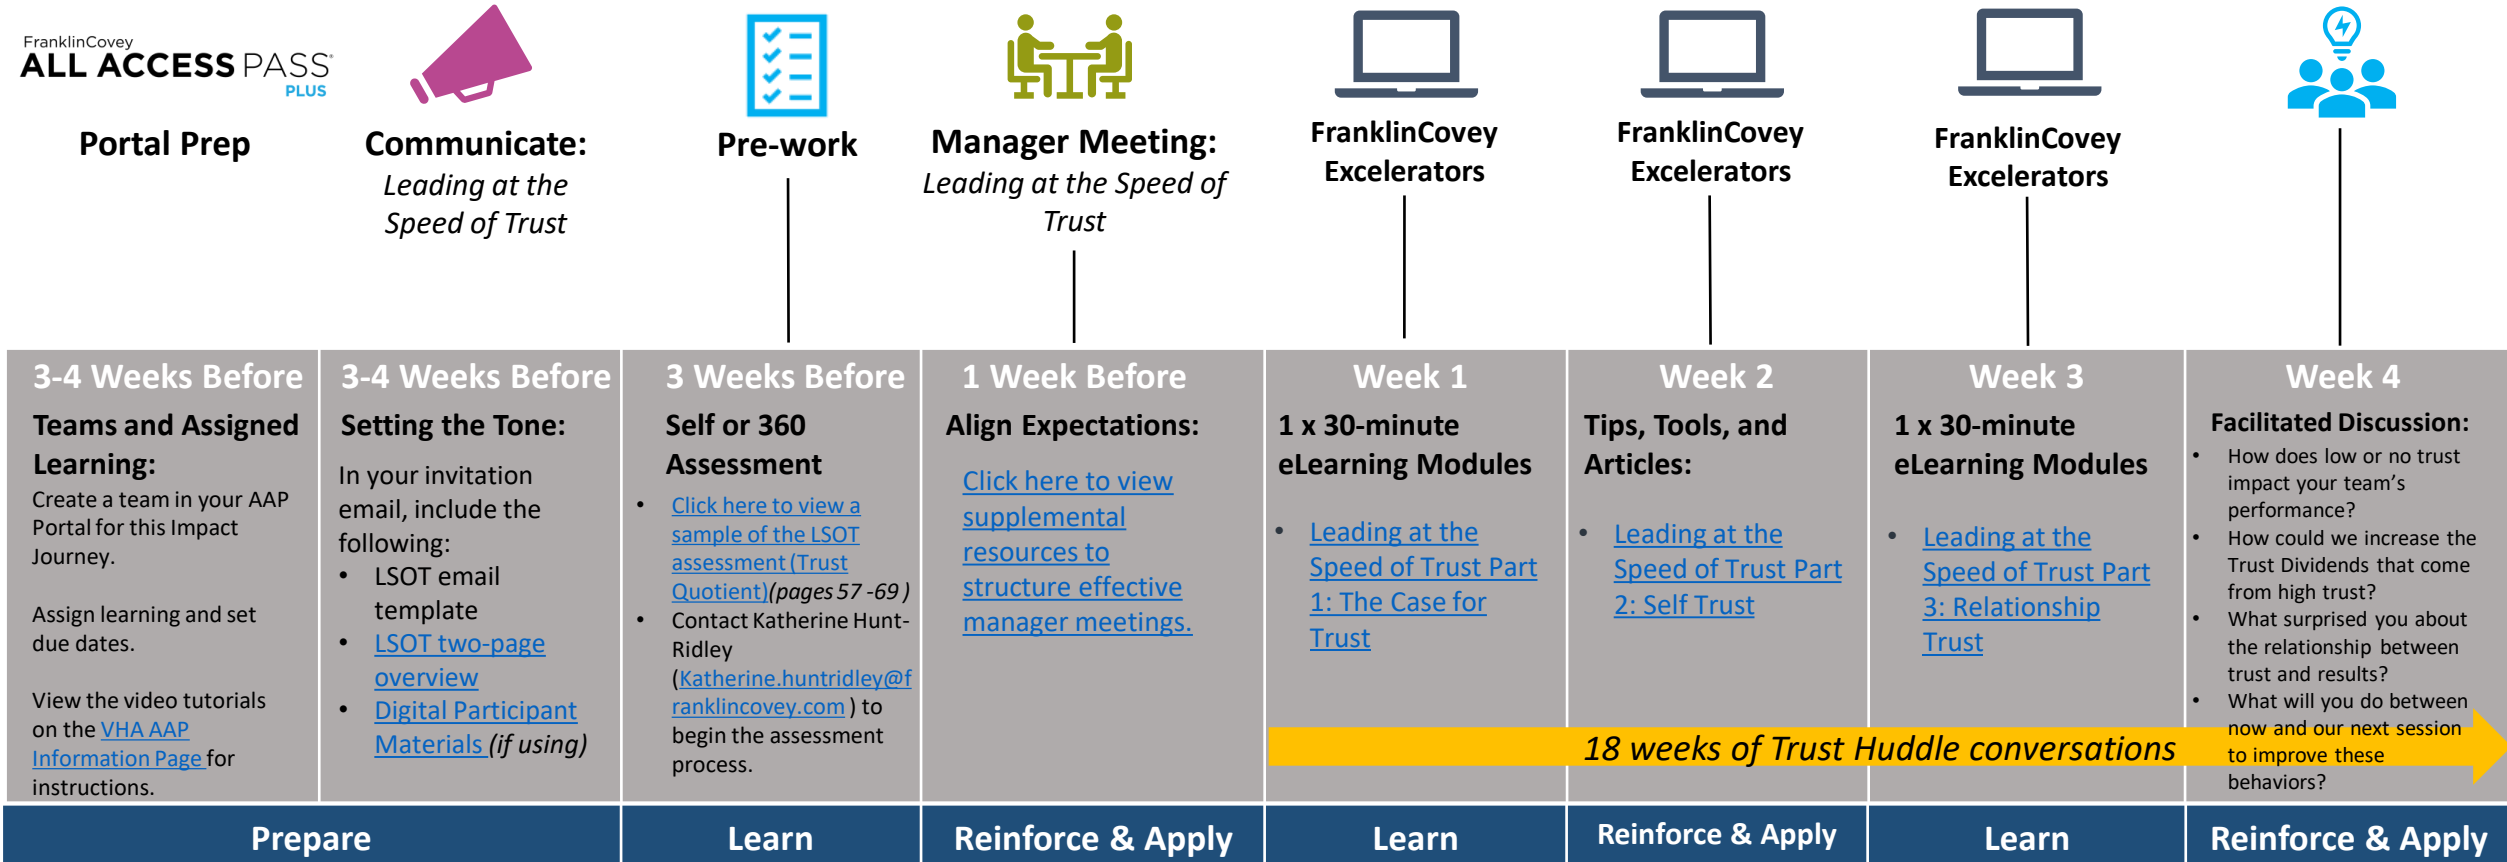 FranklinCovey
ALL ACCESS PASS®
PLUS
Portal Prep
Communicate:
Leading at the
Speed of Trust
Pre-work
Manager Meeting:
Leading at the Speed of
Trust
FranklinCovey
Excelerators
FranklinCovey
Excelerators
FranklinCovey
Excelerators
3-4 Weeks Before
Teams and Assigned
Learning:
Create a team in your AAP
Portal for this Impact
Journey.
Assign learning and set
due dates.
View the video tutorials
on the VHA AAP
Information Page for
instructions.
3-4 Weeks Before
Setting the Tone:
In your invitation
email, include the
following:
• LSOT email
template
• LSOT two-page
overview
• Digital Participant
Materials (if using)
3 Weeks Before
Self or 360
Assessment
• Click here to view a
sample of the LSOT
assessment (Trust
Quotient)(pages 57 -69 )
• Contact Katherine Hunt-
Ridley
(Katherine.huntridley@f
ranklincovey.com ) to
begin the assessment
process.
1 Week Before
Align Expectations:
Click here to view
supplemental
resources to
structure effective
manager meetings.
Week 1
1 x 30-minute
eLearning Modules
• Leading at the
Speed of Trust Part
1: The Case for
Trust
Week 2
Tips, Tools, and
Articles:
• Leading at the
Speed of Trust Part
2: Self Trust
Week 3
1 x 30-minute
eLearning Modules
• Leading at the
Speed of Trust Part
3: Relationship
Trust
Week 4
Facilitated Discussion:
• How does low or no trust
impact your team's
performance?
• How could we increase the
Trust Dividends that come
from high trust?
• What surprised you about
the relationship between
trust and results?
• What will you do between
now and our next session
to improve these
behaviors?
18 weeks of Trust Huddle conversations
Prepare
Learn
Reinforce & Apply
Learn
Reinforce & Apply
Learn
Reinforce & Apply